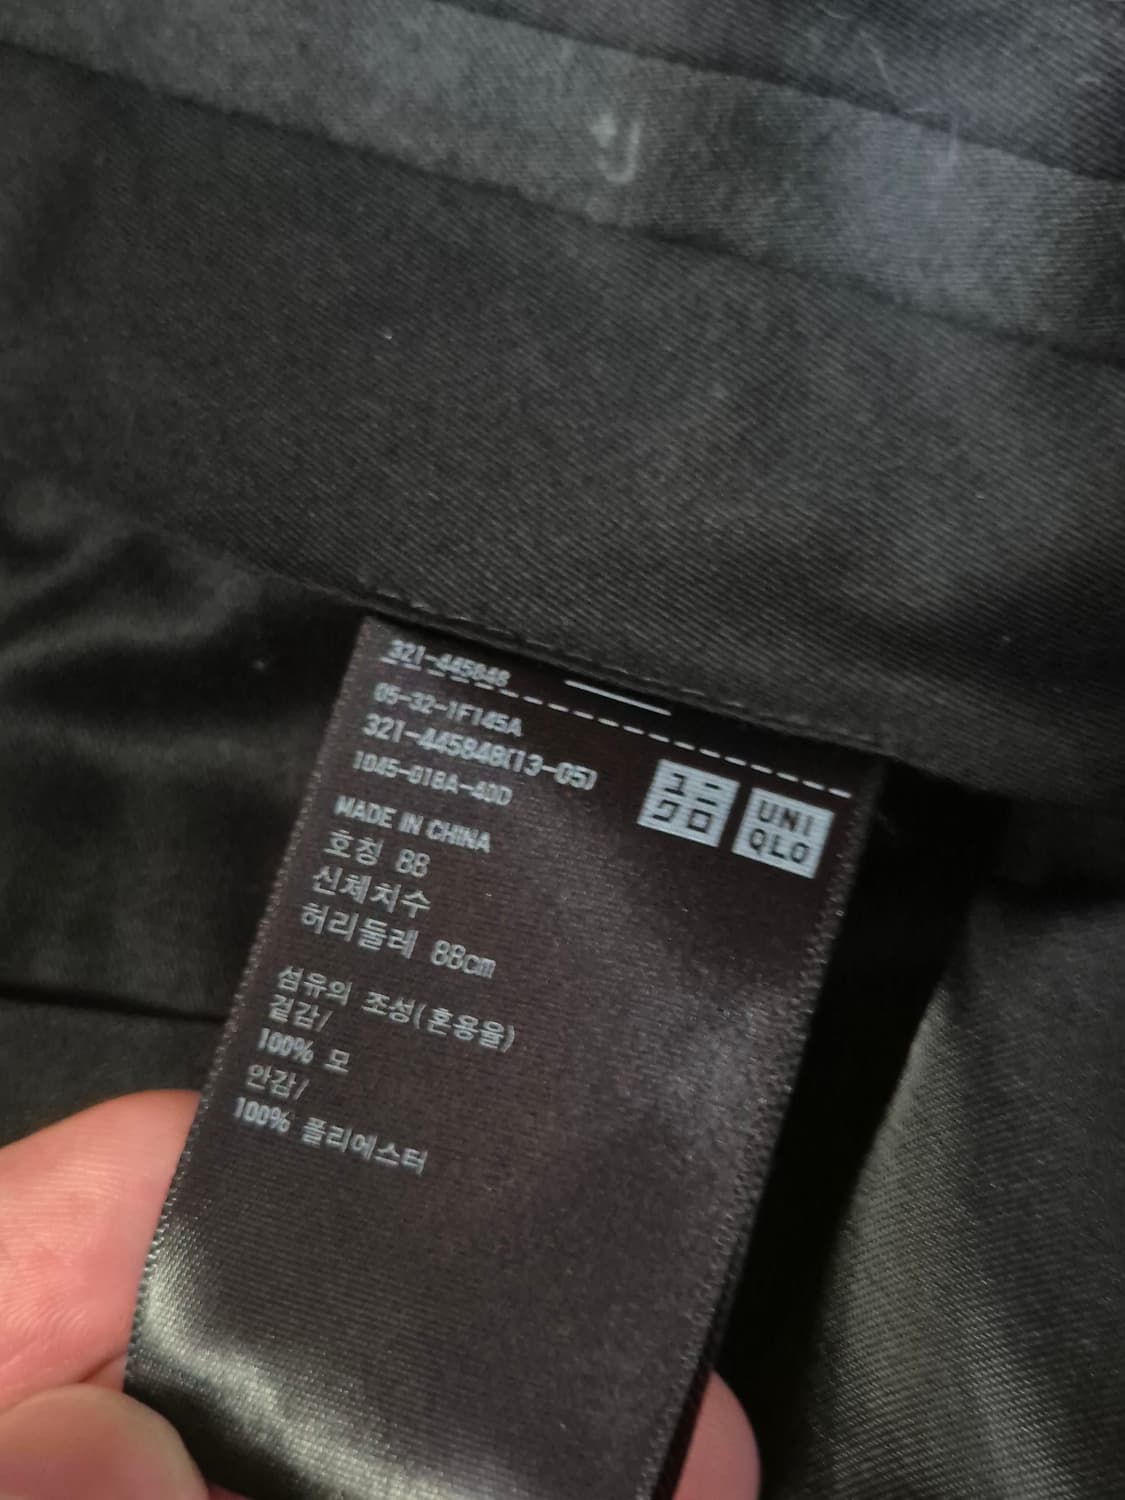 321-445848
05-32-1F145A
321-445848(13-05)
1045-018A-40D
MADE IN CHINA
호칭 88
신체치수
허리둘레 88cm
섬유의 조성(혼용율)
겉감/
100% 모
안감/
100% 폴리에스터
ユニ
クロ
UNI
QLO